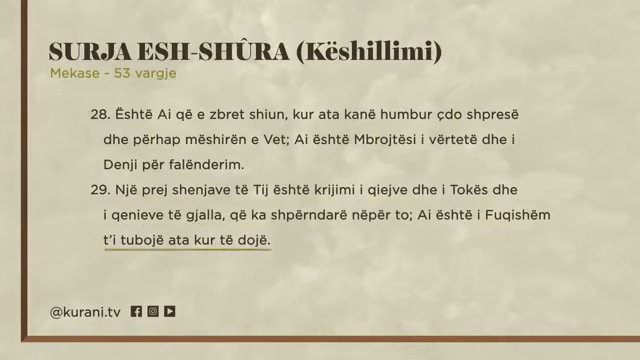 SURJA ESH-SHÛRA (Këshillimi)
Mekase - 53 vargje
28. Është Ai që e zbret shiun, kur ata kanë humbur çdo shpresë
dhe përhap mëshirën e Vet; Ai është Mbrojtësi i vërtetë dhe i
Denji për falënderim.
29. Një prej shenjave të Tij është krijimi i qiejve dhe i Tokës dhe
i qenieve të gjalla, që ka shpërndarë nëpër to; Ai është i Fuqishëm
t’i tubojë ata kur të dojë.
@kurani.tv